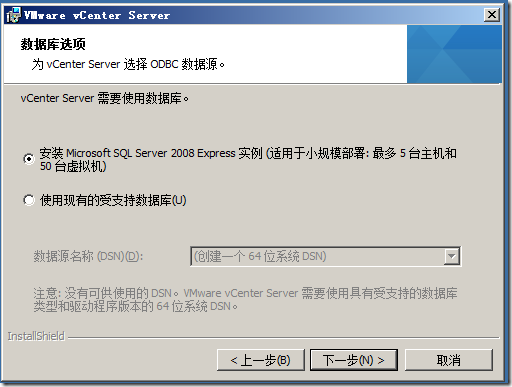 VMware vCenter Server
数据库选项
为 vCenter Server 选择 ODBC 数据源。
vCenter Server 需要使用数据库。
安装 Microsoft SQL Server 2008 Express 实例 (适用于小规模部署: 最多 5 台主机和
50 台虚拟机)
使用现有的受支持数据库(U)
数据源名称 (DSN)(D):
(创建一个 64 位系统 DSN)
注意: 没有可供使用的 DSN。VMware vCenter Server 需要使用具有受支持的数据库
类型和驱动程序版本的 64 位系统 DSN。
InstallShield
< 上一步(B)
下一步(N) >
取消